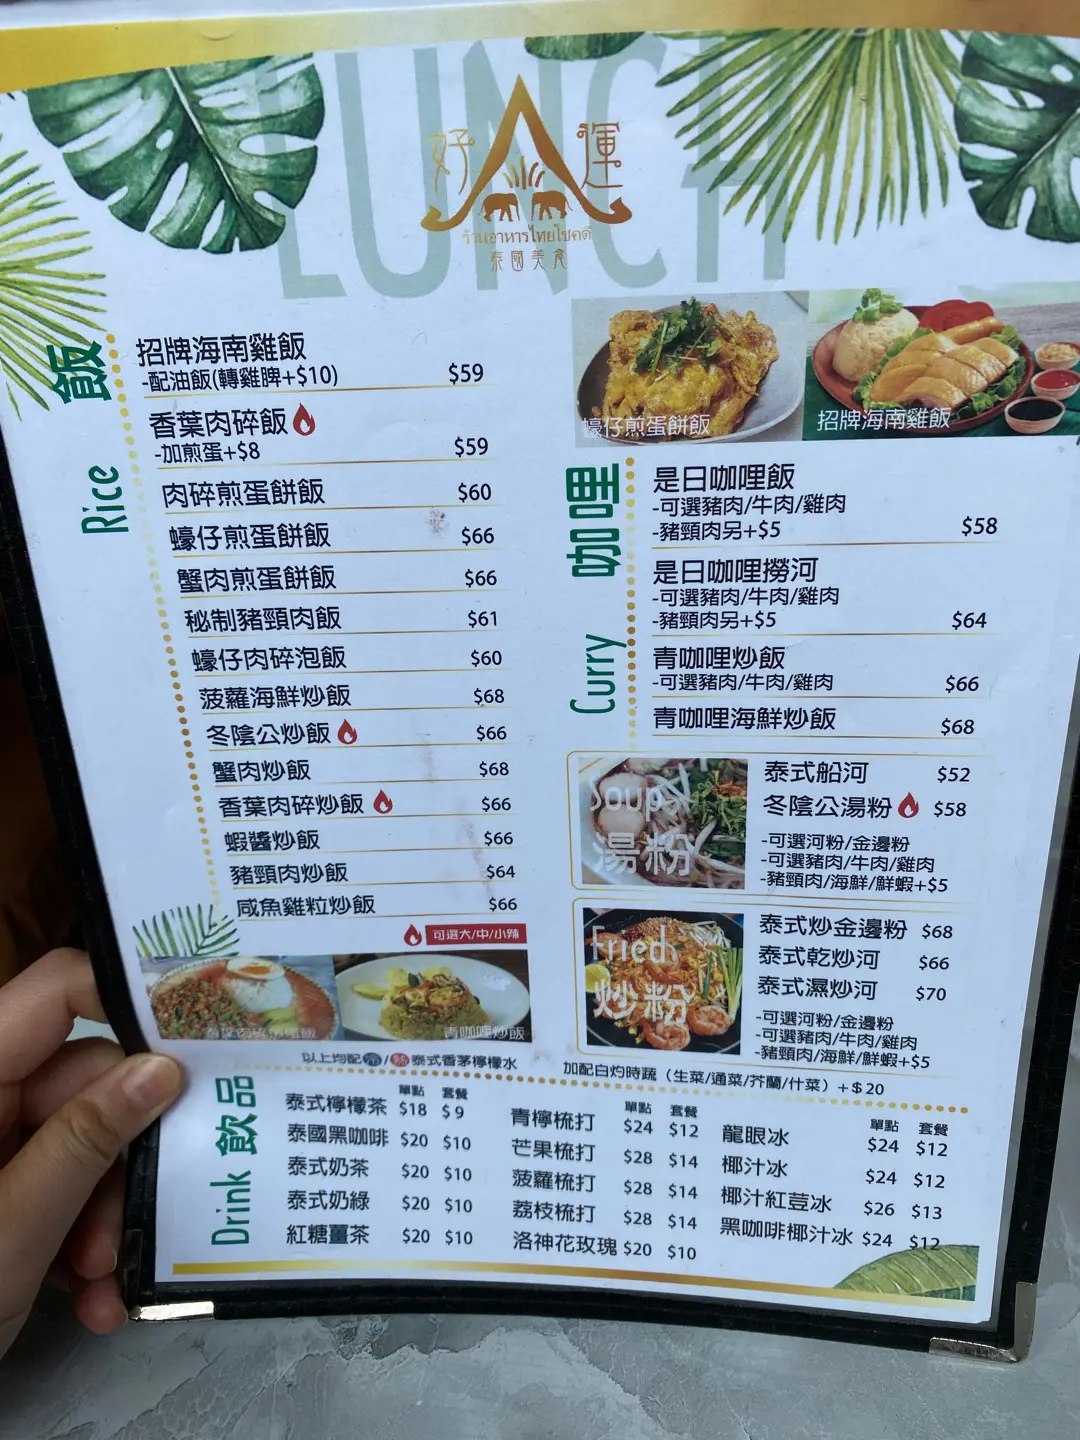 LUNCH
好運
ร้านอาหารไทยโชคดี
泰國美食
飯 Rice
招牌海南雞飯
-配油飯(轉雞髀+$10) $59
香葉肉碎飯
-加煎蛋+$8 $59
肉碎煎蛋餅飯 $60
蠔仔煎蛋餅飯 $66
蟹肉煎蛋餅飯 $66
秘制豬頸肉飯 $61
蠔仔肉碎泡飯 $60
菠蘿海鮮炒飯 $68
冬陰公炒飯 $66
蟹肉炒飯 $68
香葉肉碎炒飯 $66
蝦醬炒飯 $66
豬頸肉炒飯 $64
咸魚雞粒炒飯 $66
可選大/中/小辣
青咖哩炒飯
蠔仔煎蛋餅飯
招牌海南雞飯
咖哩 Curry
是日咖哩飯
-可選豬肉/牛肉/雞肉
-豬頸肉另+$5 $58
是日咖哩撈河
-可選豬肉/牛肉/雞肉
-豬頸肉另+$5 $64
青咖哩炒飯
-可選豬肉/牛肉/雞肉 $66
青咖哩海鮮炒飯 $68
Soup
湯粉
泰式船河 $52
冬陰公湯粉 $58
-可選河粉/金邊粉
-可選豬肉/牛肉/雞肉
-豬頸肉/海鮮/鮮蝦+$5
Fried
炒粉
泰式炒金邊粉 $68
泰式乾炒河 $66
泰式濕炒河 $70
-可選河粉/金邊粉
-可選豬肉/牛肉/雞肉
-豬頸肉/海鮮/鮮蝦+$5
以上均配冷/熱泰式香茅檸檬水
加配白灼時蔬（生菜/通菜/芥蘭/什菜）+$20
飲品 Drink
單點 套餐
泰式檸檬茶 $18 $9
泰國黑咖啡 $20 $10
泰式奶茶 $20 $10
泰式奶綠 $20 $10
紅糖薑茶 $20 $10
單點 套餐
青檸梳打 $24 $12
芒果梳打 $28 $14
菠蘿梳打 $28 $14
荔枝梳打 $28 $14
洛神花玫瑰 $20 $10
單點 套餐
龍眼冰 $24 $12
椰汁冰 $24 $12
椰汁紅荳冰 $26 $13
黑咖啡椰汁冰 $24 $12